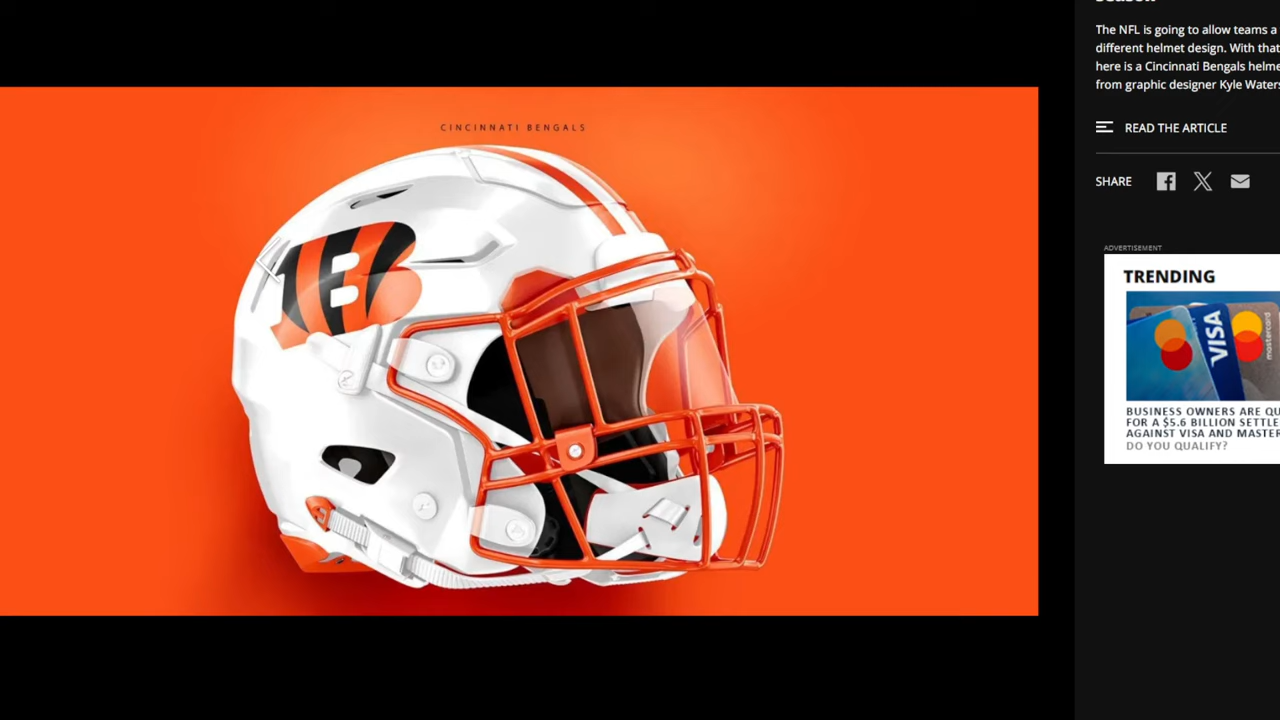 CINCINNATI BENGALS
B
The NFL is going to allow teams a
different helmet design. With that
here is a Cincinnati Bengals helme
from graphic designer Kyle Waters
READ THE ARTICLE
SHARE
ADVERTISEMENT
TRENDING
VISA
mastercard
BUSINESS OWNERS ARE QU
FOR A $5.6 BILLION SETTLE
AGAINST VISA AND MASTER
DO YOU QUALIFY?